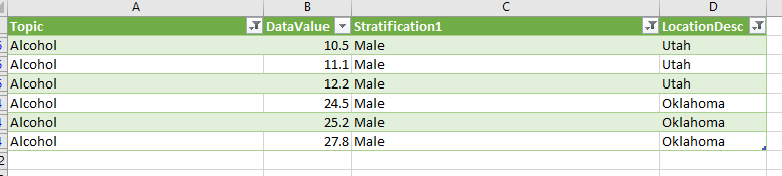 A B C D
Topic DataValue Stratification1 LocationDesc
Alcohol 10.5 Male Utah
Alcohol 11.1 Male Utah
Alcohol 12.2 Male Utah
Alcohol 24.5 Male Oklahoma
Alcohol 25.2 Male Oklahoma
Alcohol 27.8 Male Oklahoma